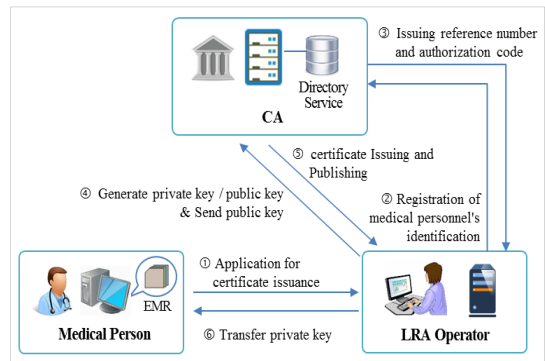 ③ Issuing reference number
and authorization code
Directory
Service
CA
⑤ certificate Issuing and
Publishing
④ Generate private key / public key
& Send public key
② Registration of
medical personnel's
identification
① Application for
certificate issuance
EMR
Medical Person
⑥ Transfer private key
LRA Operator